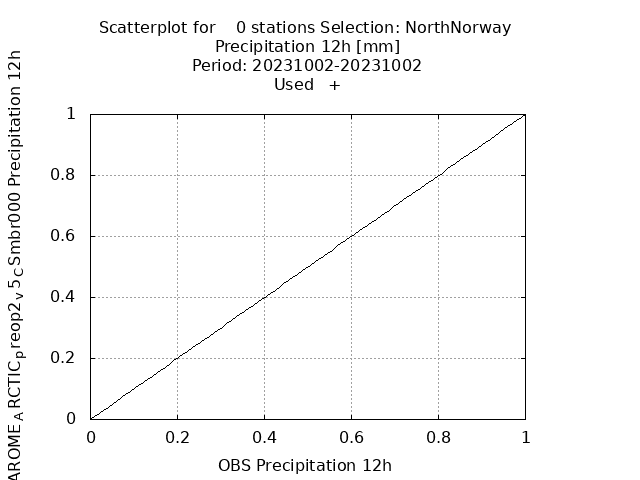 Scatterplot for 0 stations Selection: NorthNorway
Precipitation 12h [mm]
Period: 20231002-20231002
Used +
AROME_ARCTIC_preop2_v5_CSmbr000 Precipitation 12h
1
0.8
0.6
0.4
0.2
0
0 0.2 0.4 0.6 0.8 1
OBS Precipitation 12h